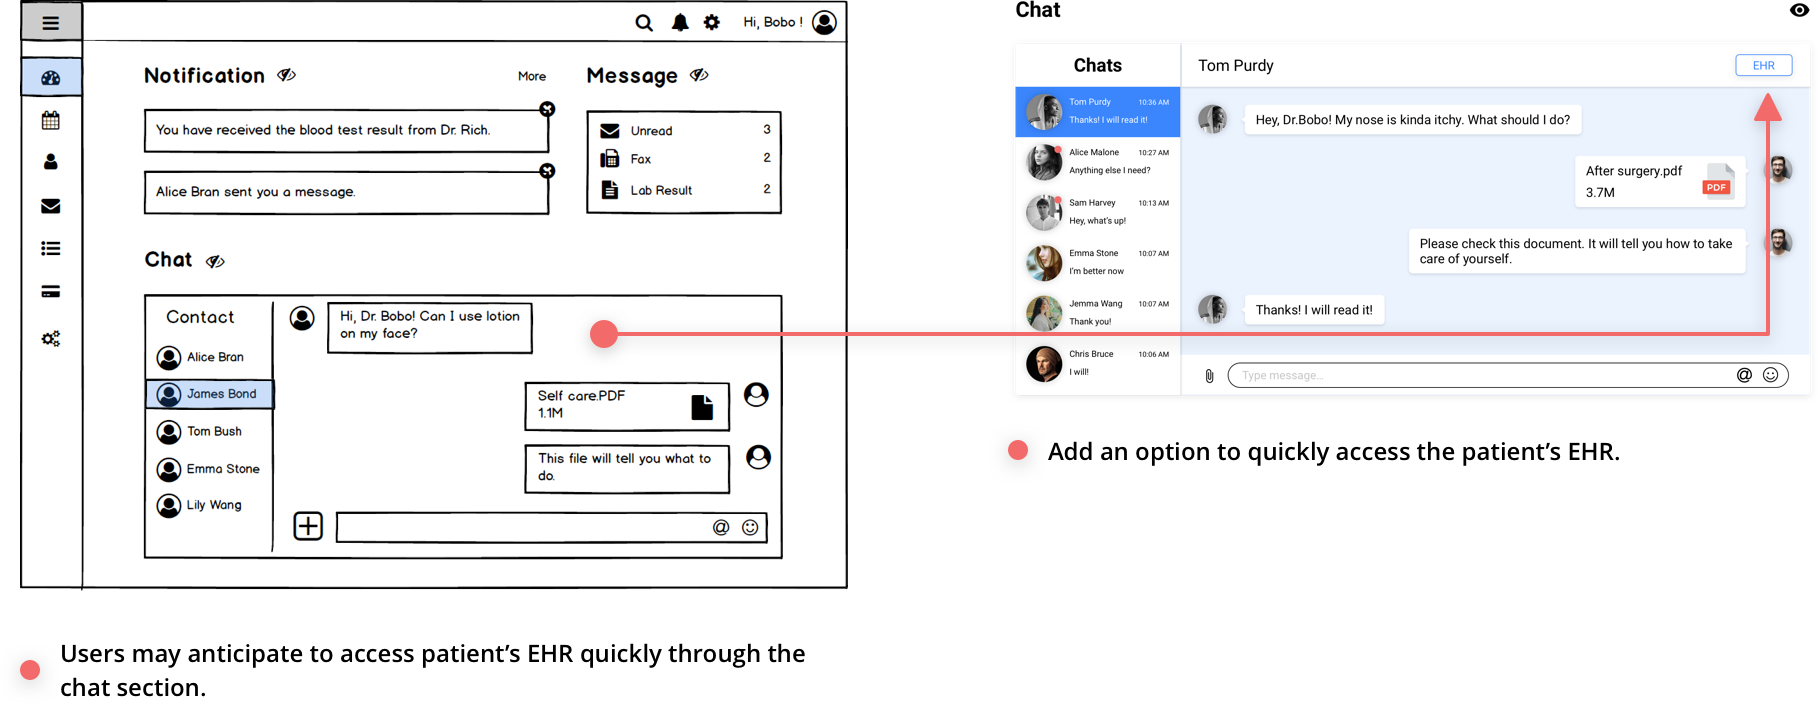 Hi, Bobo !
Notification
More
You have received the blood test result from Dr. Rich.
Alice Bran sent you a message.
Message
Unread 3
Fax 2
Lab Result 2
Chat
Contact
Alice Bran
James Bond
Tom Bush
Emma Stone
Lily Wang
Hi, Dr. Bobo! Can I use lotion
on my face?
Self care.PDF
1.1M
This file will tell you what to
do.
@
Users may anticipate to access patient’s EHR quickly through the
chat section.
Chat
Chats
Tom Purdy 10:36 AM
Thanks! I will read it!
Alice Malone 10:27 AM
Anything else I need?
Sam Harvey 10:13 AM
Hey, what’s up!
Emma Stone 10:07 AM
I’m better now
Jemma Wang 10:07 AM
Thank you!
Chris Bruce 10:06 AM
I will!
Tom Purdy
EHR
Hey, Dr.Bobo! My nose is kinda itchy. What should I do?
After surgery.pdf
3.7M
PDF
Please check this document. It will tell you how to take
care of yourself.
Thanks! I will read it!
Type message...
@
Add an option to quickly access the patient’s EHR.